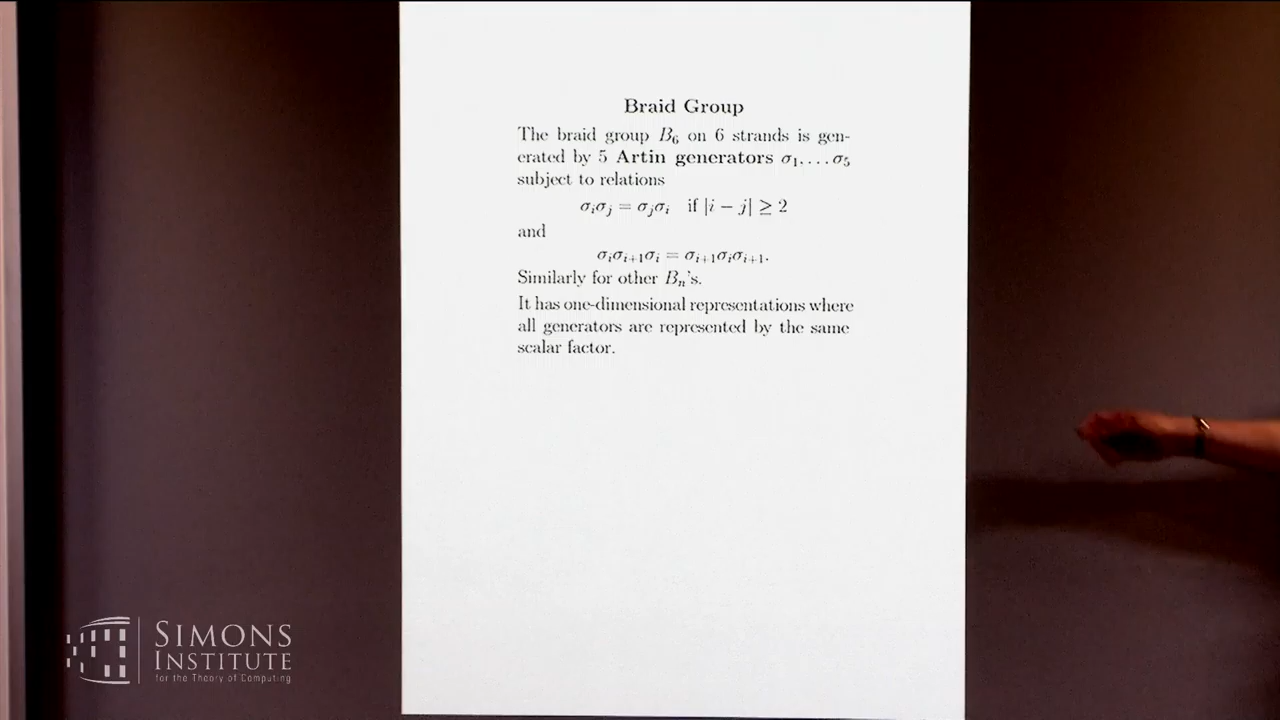 Braid Group
The braid group B₆ on 6 strands is gen-
erated by 5 Artin generators σ₁....σ₅
subject to relations
σᵢσⱼ = σⱼσᵢ if |i − j| ≥ 2
and
σᵢσᵢ₊₁σᵢ = σᵢ₊₁σᵢσᵢ₊₁.
Similarly for other Bₙ's.
It has one-dimensional representations where
all generators are represented by the same
scalar factor.
SIMONS
INSTITUTE
for the Theory of Computing